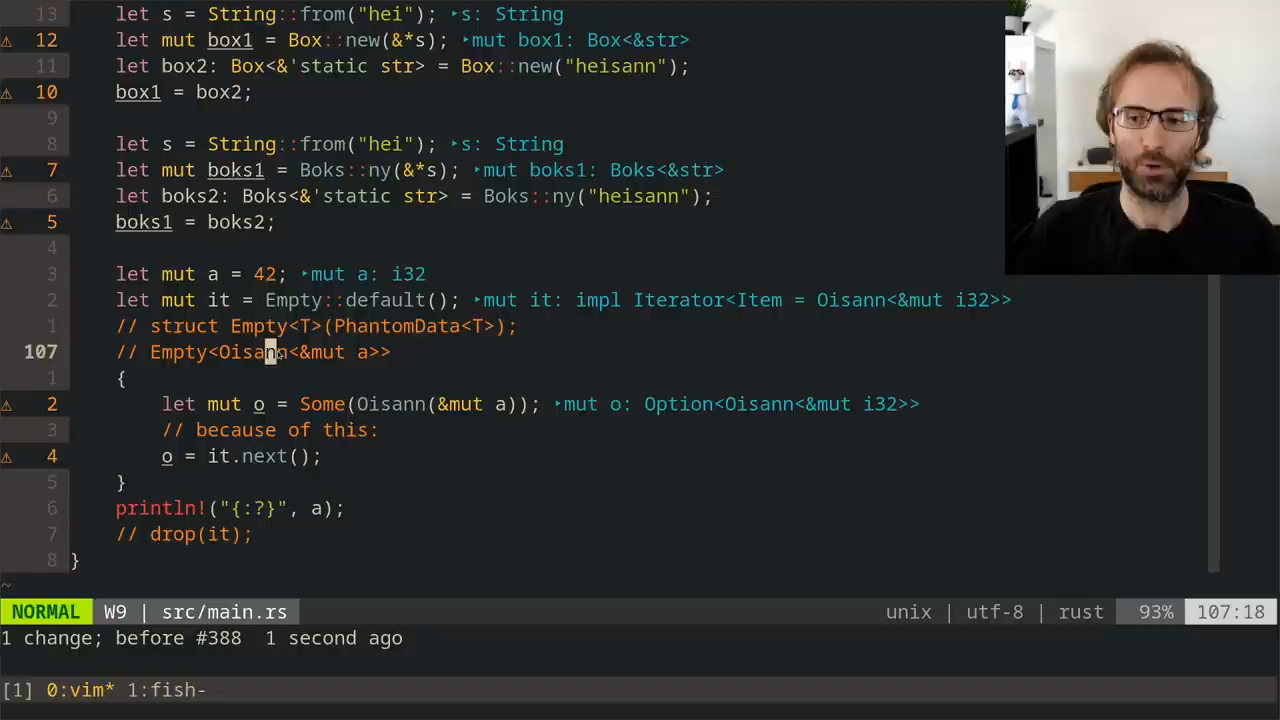 13     let s = String::from("hei"); ‣s: String
⚠ 12     let mut box1 = Box::new(&*s); ‣mut box1: Box<&str>
11     let box2: Box<&'static str> = Box::new("heisann");
⚠ 10     box1 = box2;
9
8     let s = String::from("hei"); ‣s: String
⚠ 7     let mut boks1 = Boks::ny(&*s); ‣mut boks1: Boks<&str>
6     let boks2: Boks<&'static str> = Boks::ny("heisann");
⚠ 5     boks1 = boks2;
4
3     let mut a = 42; ‣mut a: i32
2     let mut it = Empty::default(); ‣mut it: impl Iterator<Item = Oisann<&mut i32>>
1     // struct Empty<T>(PhantomData<T>);
107     // Empty<Oisann<&mut a>>
1     {
⚠ 2         let mut o = Some(Oisann(&mut a)); ‣mut o: Option<Oisann<&mut i32>>
3         // because of this:
⚠ 4         o = it.next();
5     }
6     println!("{:?}", a);
7     // drop(it);
8 }
~
NORMAL W9 | src/main.rs unix | utf-8 | rust 93% 107:18
1 change; before #388  1 second ago
[1] 0:vim* 1:fish-